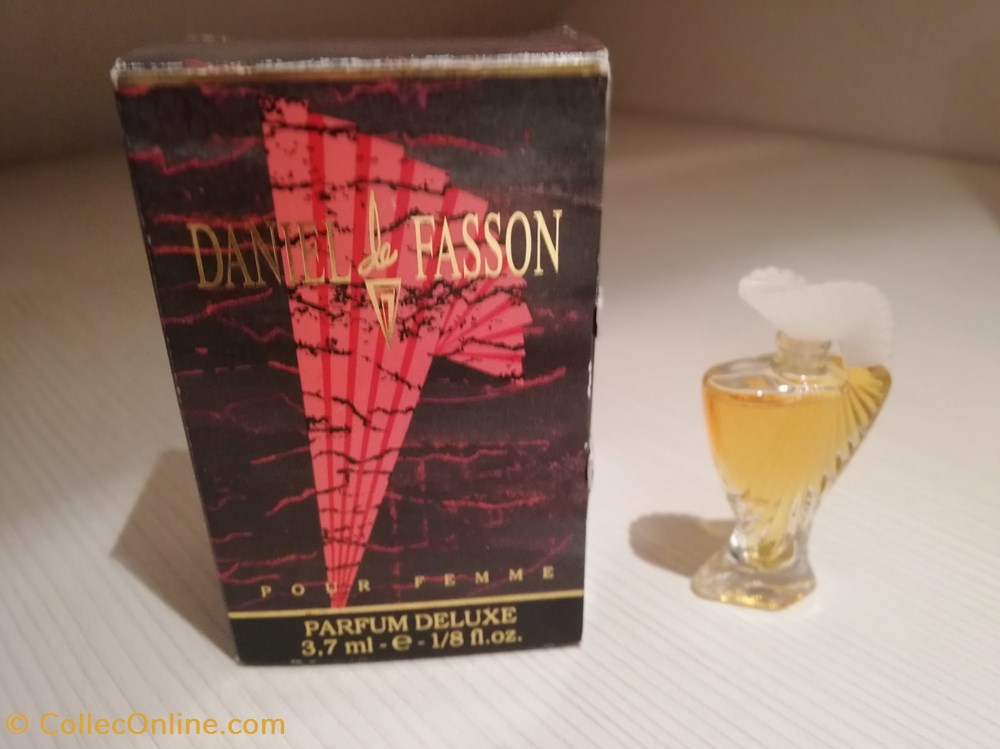 DANIEL de FASSON
POUR FEMME
PARFUM DELUXE
3,7 ml - e - 1/8 fl.oz.
© CollecOnline.com